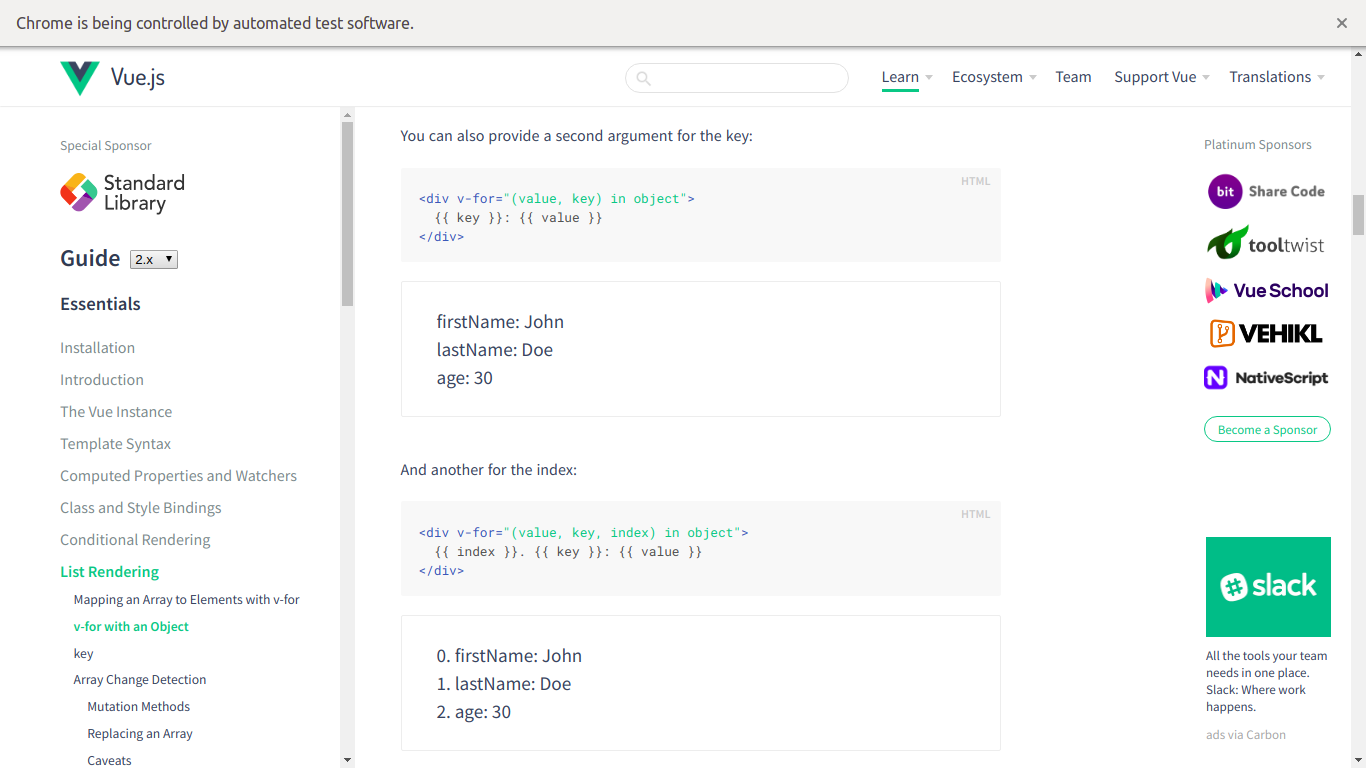 Chrome is being controlled by automated test software.
Vue.js
Learn
Ecosystem
Team
Support Vue
Translations
Special Sponsor
Standard
Library
Guide
2.x
Essentials
Installation
Introduction
The Vue Instance
Template Syntax
Computed Properties and Watchers
Class and Style Bindings
Conditional Rendering
List Rendering
Mapping an Array to Elements with v-for
v-for with an Object
key
Array Change Detection
Mutation Methods
Replacing an Array
Caveats
You can also provide a second argument for the key:
HTML
<div v-for="(value, key) in object">
{{ key }}: {{ value }}
</div>
firstName: John
lastName: Doe
age: 30
And another for the index:
HTML
<div v-for="(value, key, index) in object">
{{ index }}. {{ key }}: {{ value }}
</div>
0. firstName: John
1. lastName: Doe
2. age: 30
Platinum Sponsors
bit Share Code
tooltwist
Vue School
VEHIKL
NativeScript
Become a Sponsor
slack
All the tools your team
needs in one place.
Slack: Where work
happens.
ads via Carbon